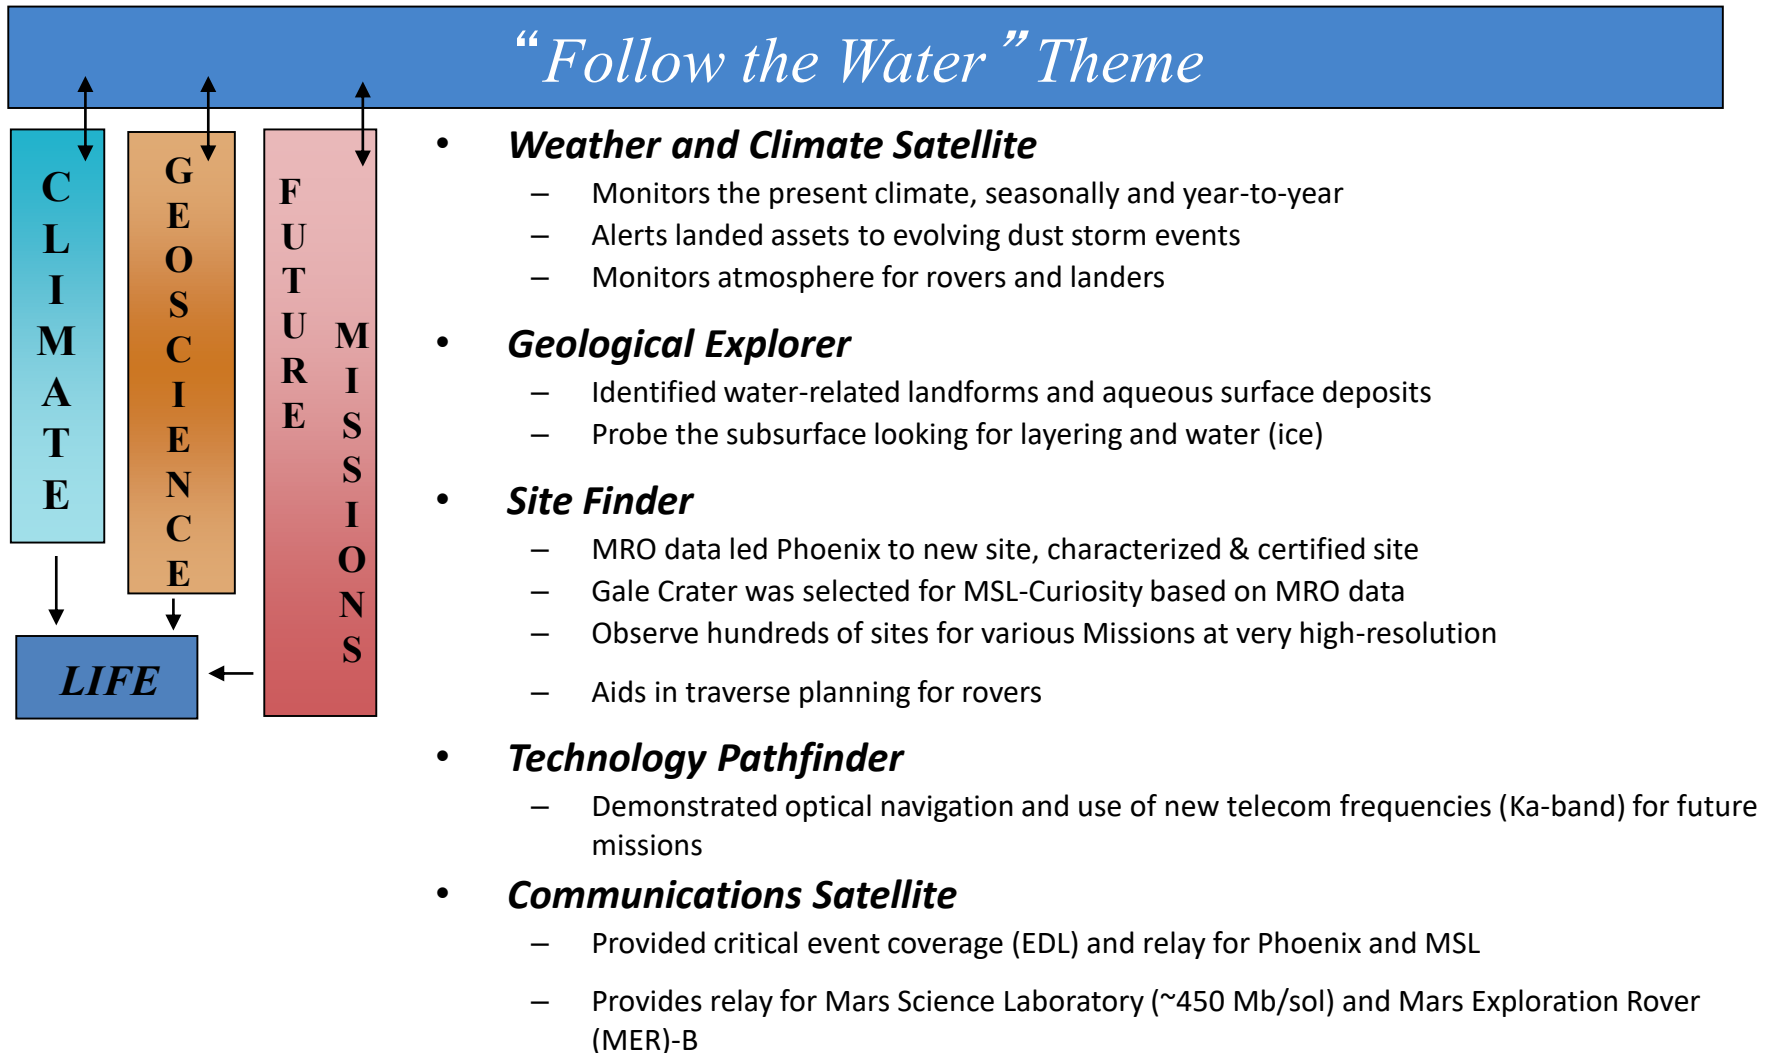 “Follow the Water” Theme
CLIMATE
GEOSCIENCE
FUTURE
MISSIONS
LIFE
• Weather and Climate Satellite
– Monitors the present climate, seasonally and year-to-year
– Alerts landed assets to evolving dust storm events
– Monitors atmosphere for rovers and landers
• Geological Explorer
– Identified water-related landforms and aqueous surface deposits
– Probe the subsurface looking for layering and water (ice)
• Site Finder
– MRO data led Phoenix to new site, characterized & certified site
– Gale Crater was selected for MSL-Curiosity based on MRO data
– Observe hundreds of sites for various Missions at very high-resolution
– Aids in traverse planning for rovers
• Technology Pathfinder
– Demonstrated optical navigation and use of new telecom frequencies (Ka-band) for future
missions
• Communications Satellite
– Provided critical event coverage (EDL) and relay for Phoenix and MSL
– Provides relay for Mars Science Laboratory (~450 Mb/sol) and Mars Exploration Rover
(MER)-B